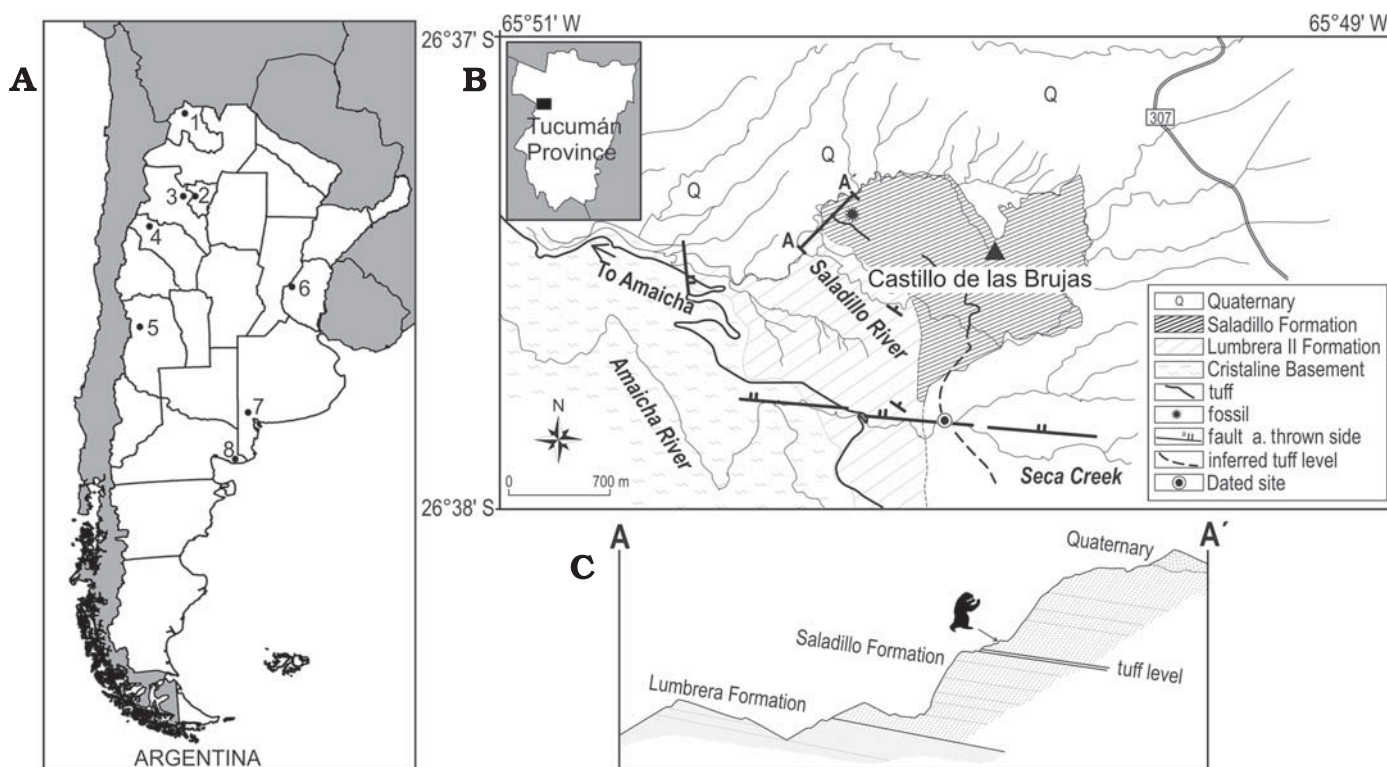 A
1
3
2
4
5
6
7
8
ARGENTINA
65°51' W
65°49' W
26°37' S
26°38' S
B
Tucumán
Province
Q
307
Q
Q
A´
A
To Amaicha
Saladillo River
Castillo de las Brujas
Amaicha River
N
0 700 m
Seca Creek
Q Quaternary
Saladillo Formation
Lumbrera II Formation
Cristaline Basement
tuff
fossil
fault a. thrown side
inferred tuff level
Dated site
A
A´
C
Quaternary
Saladillo Formation
tuff level
Lumbrera Formation